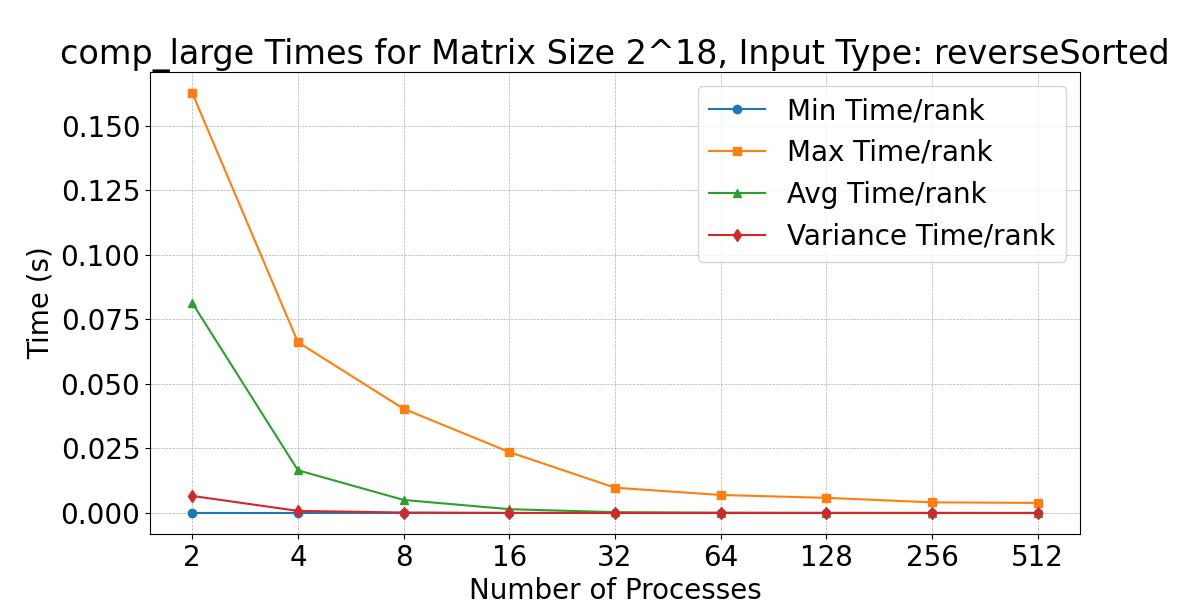 comp_large Times for Matrix Size 2^18, Input Type: reverseSorted
Min Time/rank
Max Time/rank
Avg Time/rank
Variance Time/rank
Time (s)
0.150
0.125
0.100
0.075
0.050
0.025
0.000
2 4 8 16 32 64 128 256 512
Number of Processes